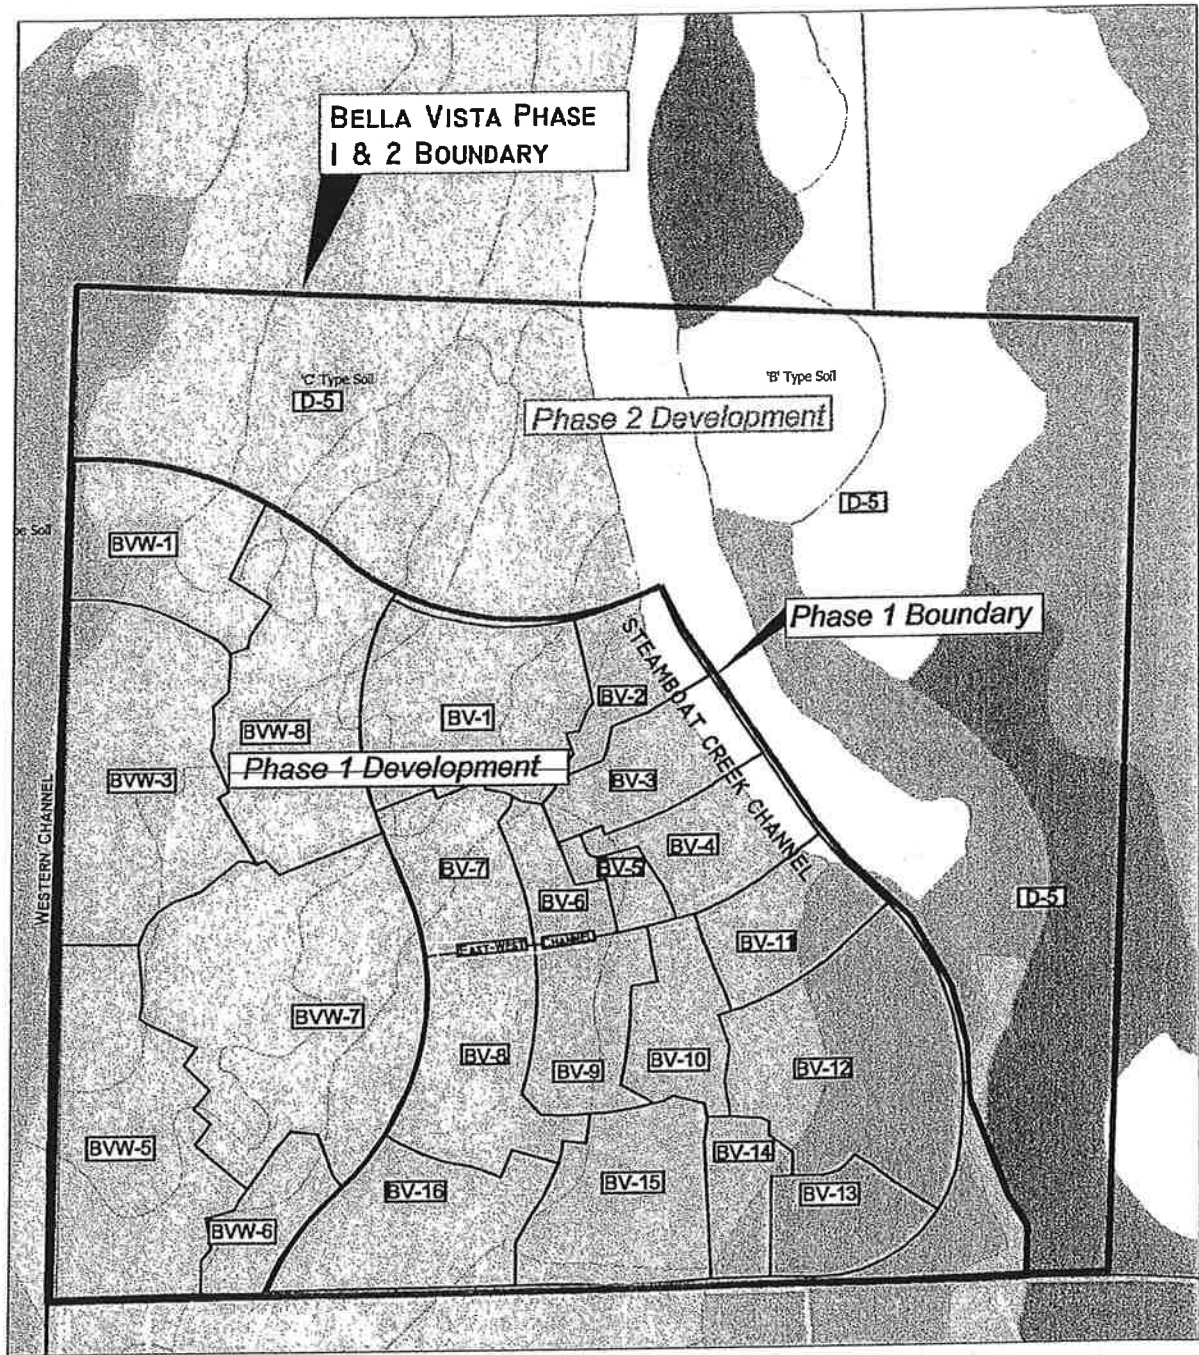 BELLA VISTA PHASE
1 & 2 BOUNDARY
'C' Type Soil
D-5
'B' Type Soil
Phase 2 Development
D-5
pe Soil
BVW-1
Phase 1 Boundary
STEAMBOAT CREEK CHANNEL
BV-2
BV-1
BVW-8
Phase 1 Development
BVW-3
BV-3
WESTERN CHANNEL
BV-4
BV-7
BV-5
BV-6
D-5
EAST-WEST CHANNEL
BV-11
BVW-7
BV-8
BV-9
BV-10
BV-12
BVW-5
BV-14
BV-16
BV-15
BV-13
BVW-6